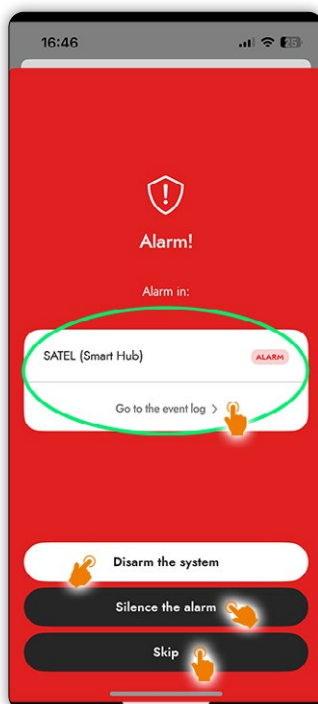 16:46
25
Alarm!
Alarm in:
SATEL (Smart Hub)
ALARM
Go to the event log >
Disarm the system
Silence the alarm
Skip